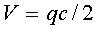 V = qc / 2